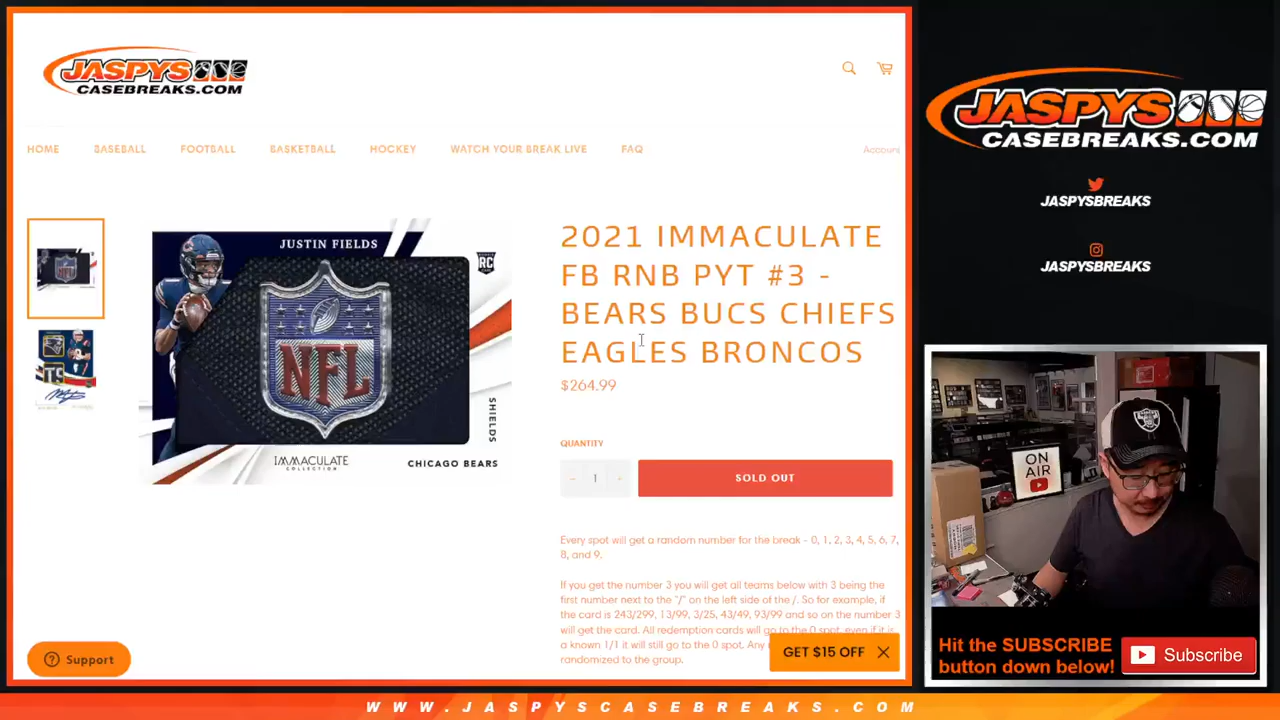 JASPYS
CASEBREAKS.COM
HOME
BASEBALL
FOOTBALL
BASKETBALL
HOCKEY
WATCH YOUR BREAK LIVE
FAQ
Account
JUSTIN FIELDS
RC
NFL
SHIELDS
IMMACULATE
COLLECTION
CHICAGO BEARS
2021 IMMACULATE
FB RNB PYT #3 -
BEARS BUCS CHIEFS
EAGLES BRONCOS
$264.99
QUANTITY
− 1 +
SOLD OUT
Every spot will get a random number for the break - 0, 1, 2, 3, 4, 5, 6, 7,
8, and 9.
If you get the number 3 you will get all teams below with 3 being the
first number next to the "/" on the left side of the /. So for example, if
the card is 243/299, 13/99, 3/25, 43/49, 93/99 and so on the number 3
will get the card. All redemption cards will go to the 0 spot, even if it is
a known 1/1 it will still go to the 0 spot. Any
randomized to the group.
Support
GET $15 OFF
JASPYS
CASEBREAKS.COM
JASPYSBREAKS
JASPYSBREAKS
ON
AIR
Hit the SUBSCRIBE
button down below!
Subscribe
WWW.JASPYSCASEBREAKS.COM